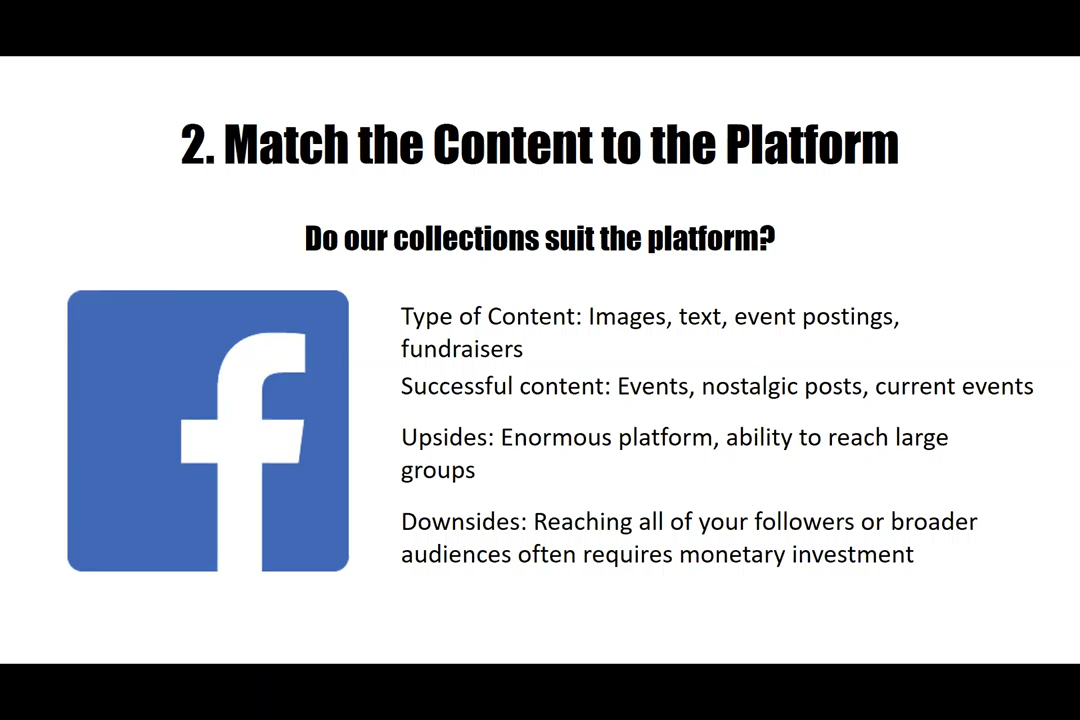 2. Match the Content to the Platform
Do our collections suit the platform?
Type of Content: Images, text, event postings,
fundraisers
Successful content: Events, nostalgic posts, current events
Upsides: Enormous platform, ability to reach large
groups
Downsides: Reaching all of your followers or broader
audiences often requires monetary investment
f